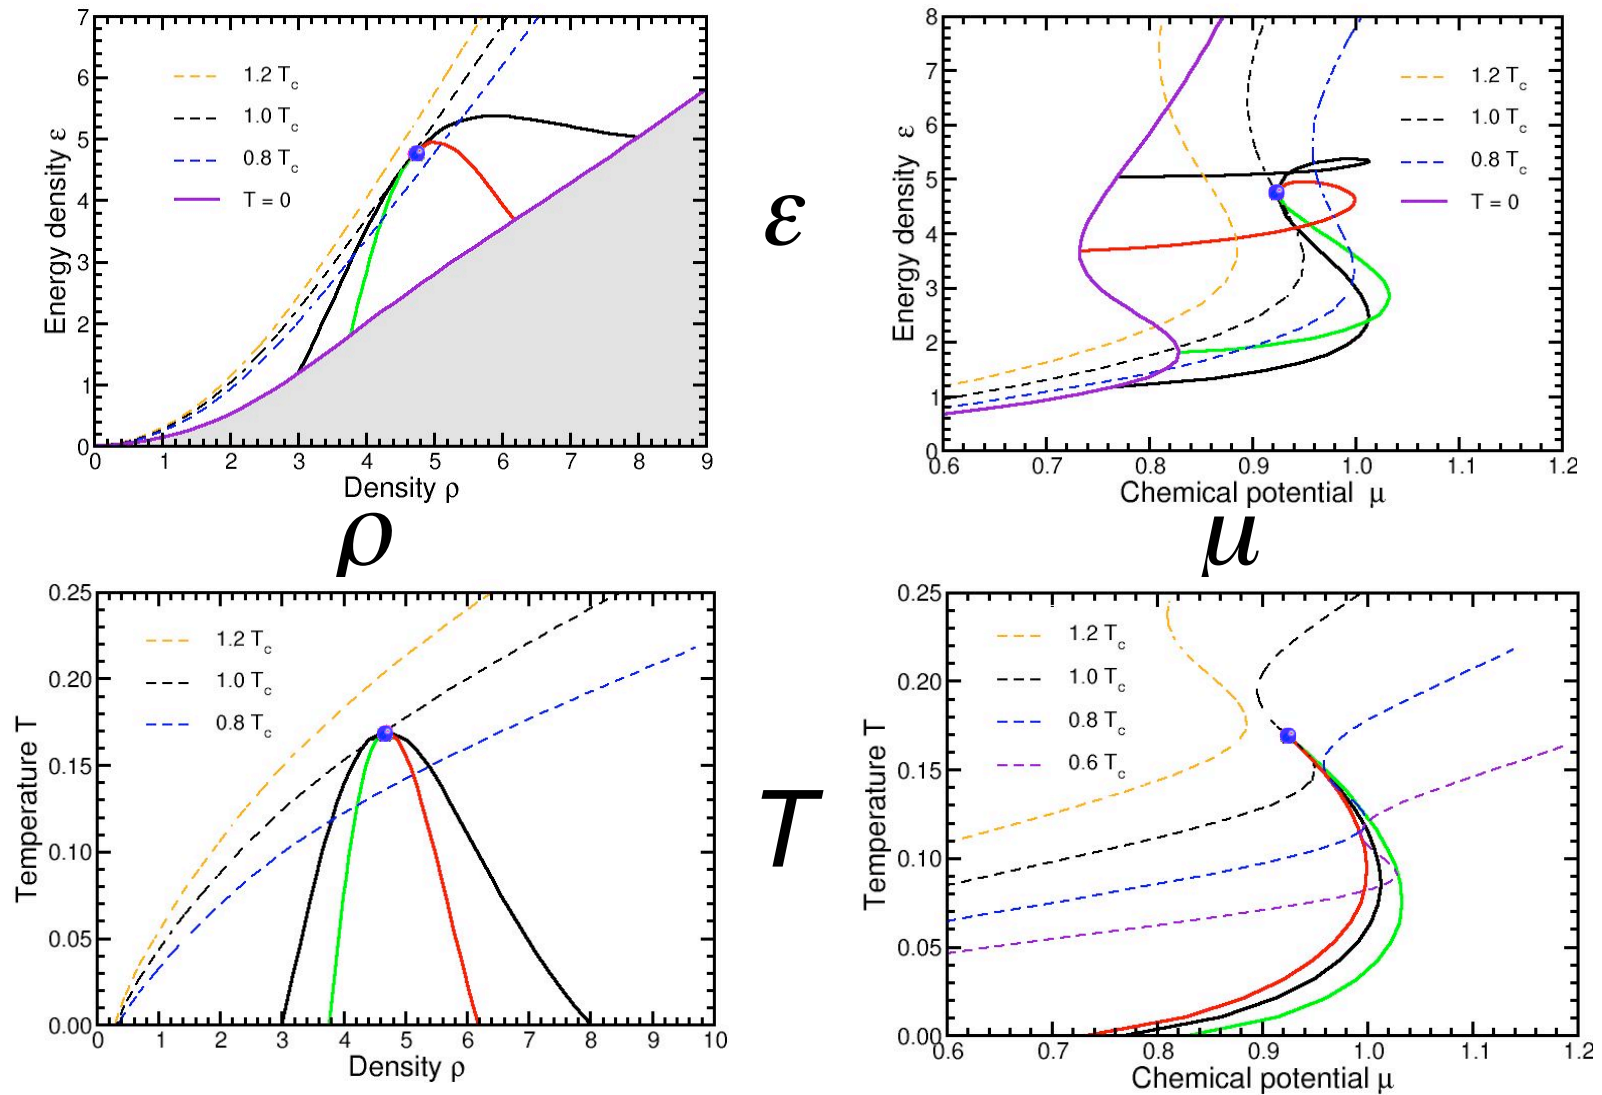 7
6
5
4
3
2
1
0
Energy density ε
1.2 Tc
1.0 Tc
0.8 Tc
T = 0
0 1 2 3 4 5 6 7 8 9
Density ρ
ε
8
7
6
5
4
3
2
1
0
Energy density ε
1.2 Tc
1.0 Tc
0.8 Tc
T = 0
0.6 0.7 0.8 0.9 1.0 1.1 1.2
Chemical potential μ
ρ
μ
0.25
0.20
0.15
0.10
0.05
0.00
Temperature T
1.2 Tc
1.0 Tc
0.8 Tc
0 1 2 3 4 5 6 7 8 9 10
Density ρ
T
0.25
0.20
0.15
0.10
0.05
0.00
Temperature T
1.2 Tc
1.0 Tc
0.8 Tc
0.6 Tc
0.6 0.7 0.8 0.9 1.0 1.1 1.2
Chemical potential μ